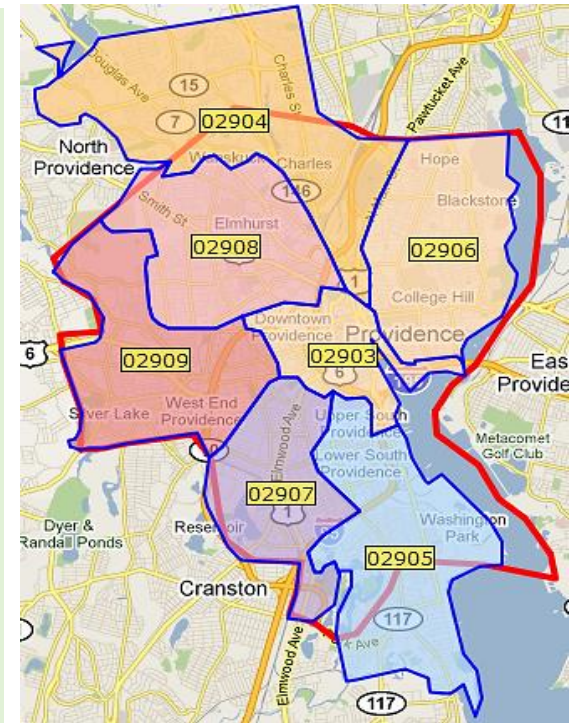 Douglas Ave
15
Charles St
7
02904
Pawtucket Ave
North
Providence
Wanskuck
Charles
Hope
146
Smith St
Elmhurst
Blackstone
02908
02906
1
College Hill
Downtown
Providence
Providence
02903
6
6
02909
East
Silver Lake
West End
Providence
Elmwood Ave
Upper South
Providence
Lower South
Providence
Metacomet
Golf Club
02907
1
Washington
Park
Dyer &
Randall Ponds
Reservoir
02905
Cranston
117
Elmwood Ave
117